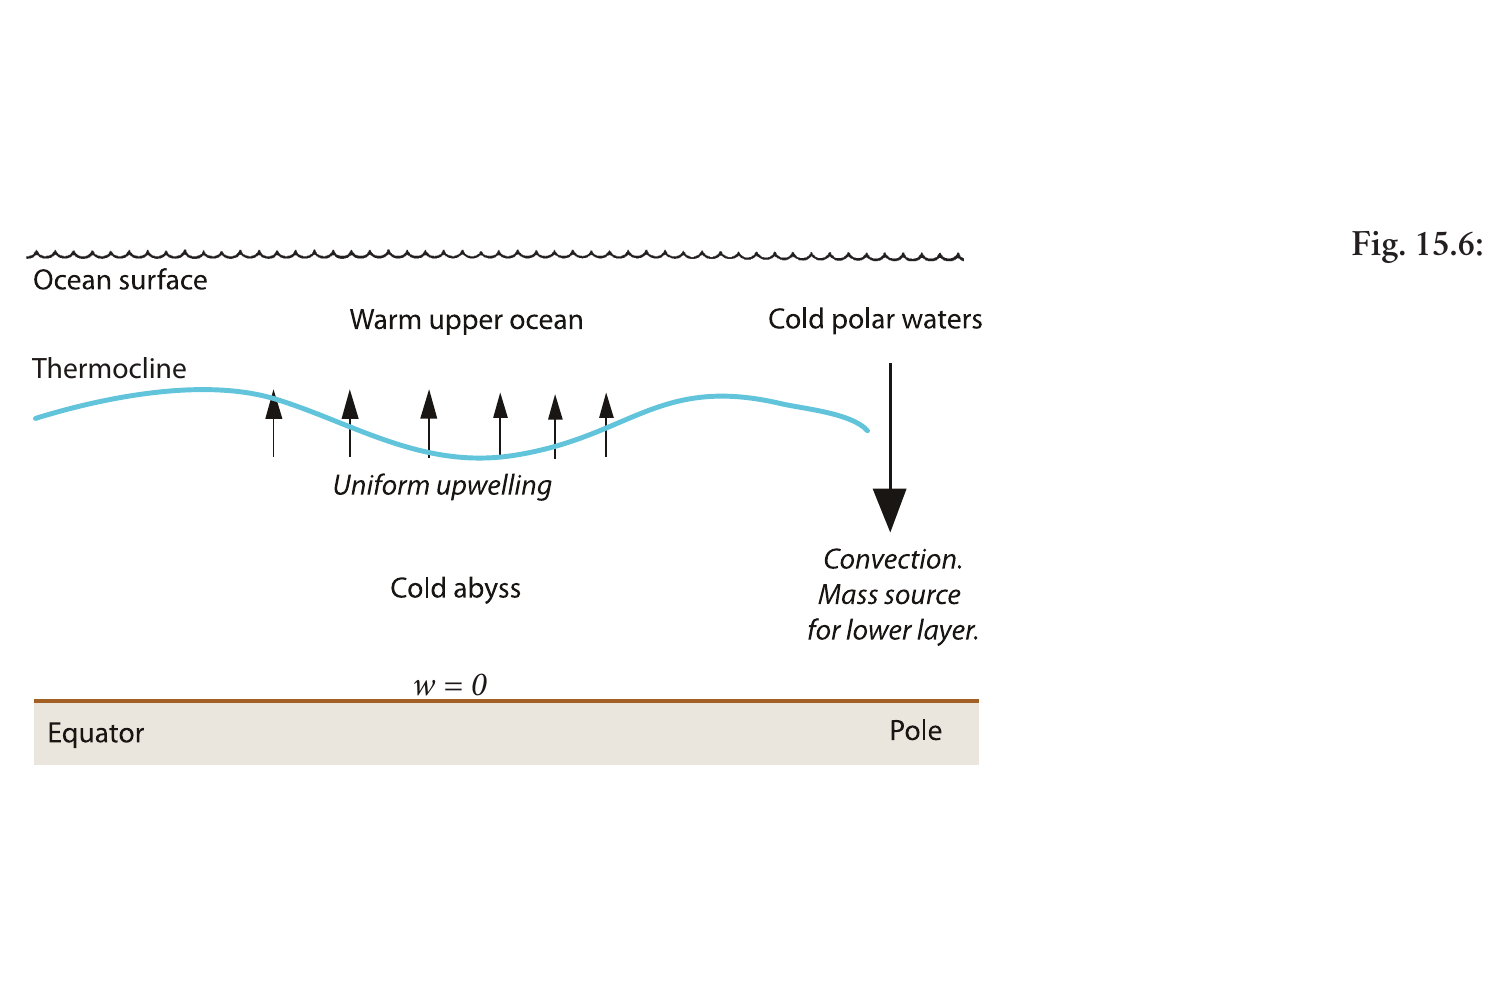 Fig. 15.6:
Ocean surface
Warm upper ocean
Cold polar waters
Thermocline
Uniform upwelling
Convection.
Mass source
for lower layer.
Cold abyss
w = 0
Equator
Pole